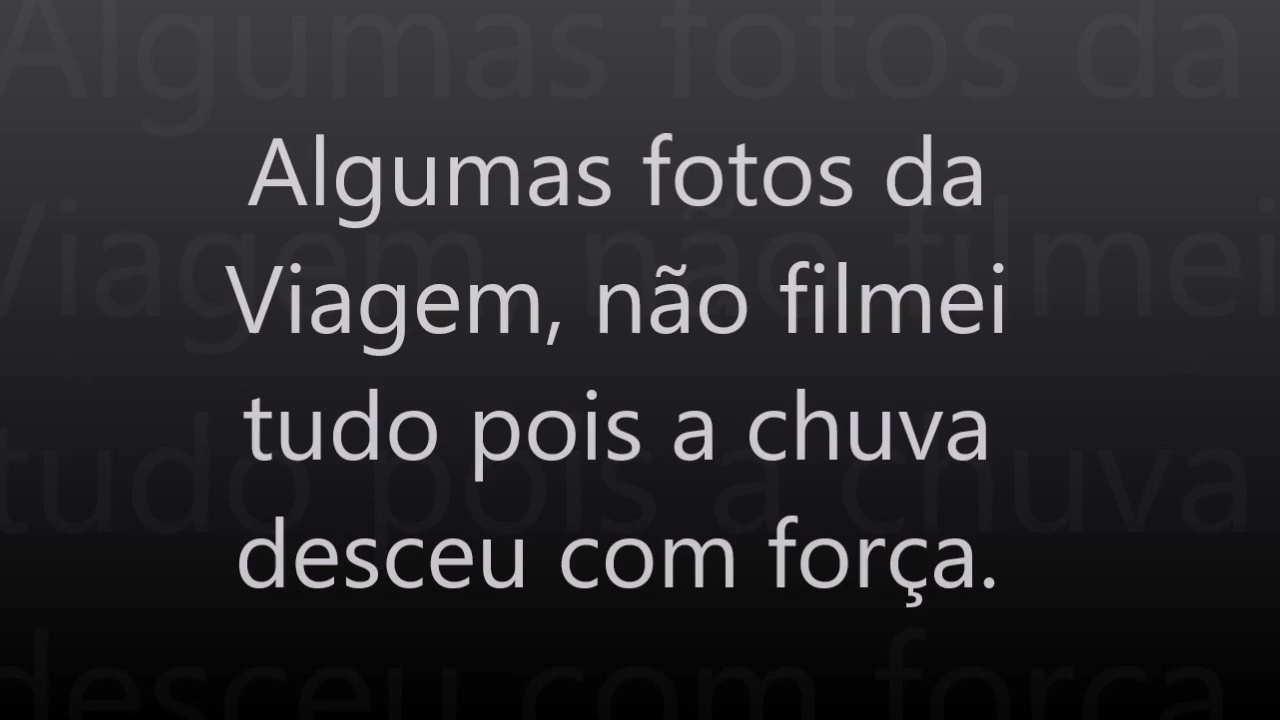 Algumas fotos da
Viagem, não filmei
tudo pois a chuva
desceu com força.